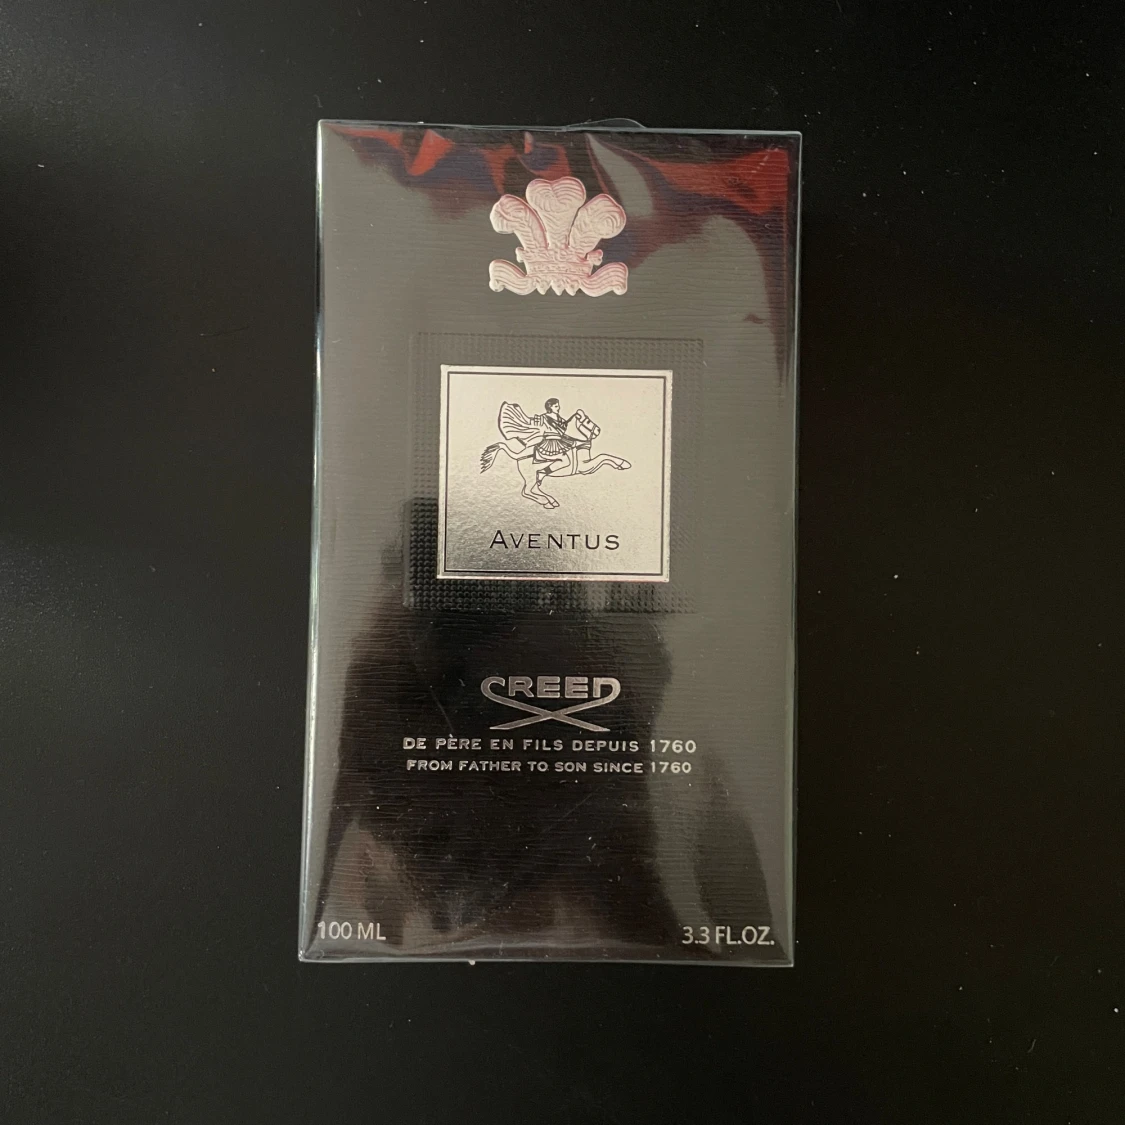 AVENTUS
CREED
DE PÈRE EN FILS DEPUIS 1760
FROM FATHER TO SON SINCE 1760
100 ML 3.3 FL.OZ.